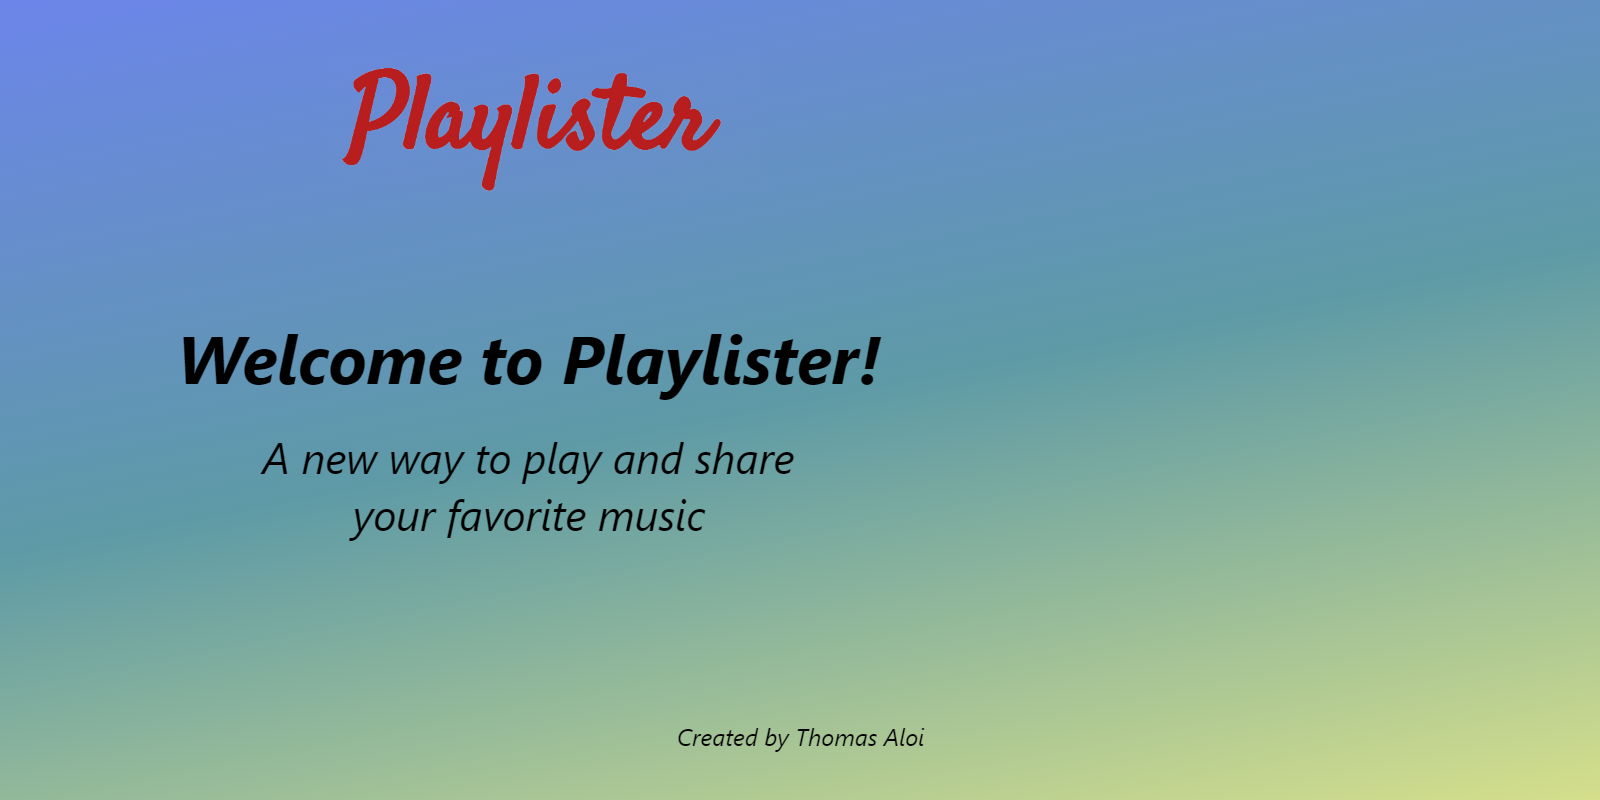 Playlister
Welcome to Playlister!
A new way to play and share
your favorite music
Created by Thomas Aloi